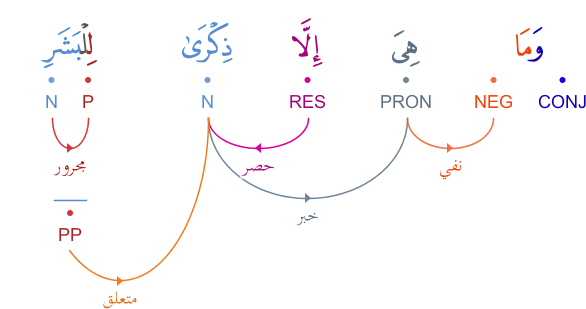 وَمَا هِىَ إِلَّا ذِكْرَىٰ لِلْبَشَرِ
CONJ NEG PRON RES N P N
مجرور حصر نفي
خبر
PP
متعلق